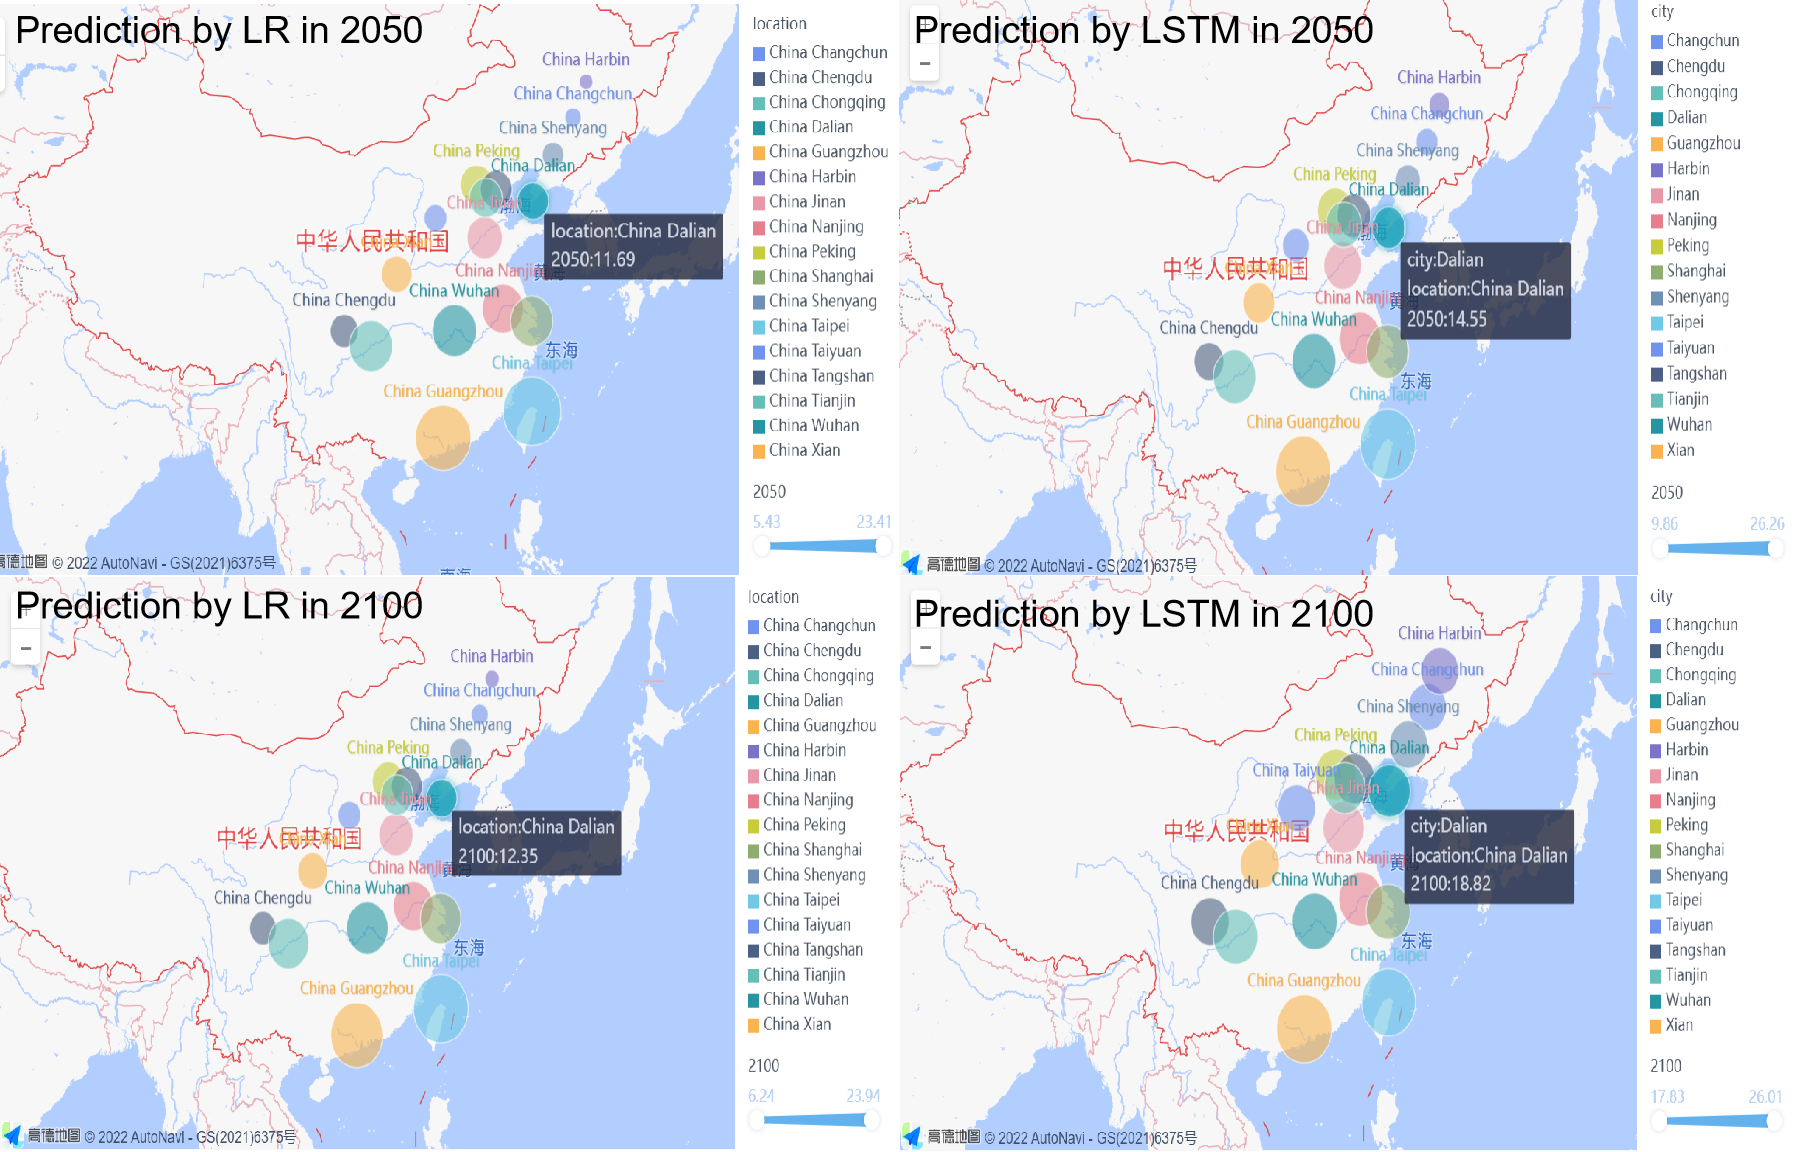 Prediction by LR in 2050
China Harbin
China Changchun
China Shenyang
China Peking
China Dalian
China Jinan
渤海
中华人民共和国
China Xian
location:China Dalian
2050:11.69
China Nanjing
黄海
China Wuhan
China Chengdu
东海
China Taipei
China Guangzhou
高德地图 © 2022 AutoNavi - GS(2021)6375号
南海
location
China Changchun
China Chengdu
China Chongqing
China Dalian
China Guangzhou
China Harbin
China Jinan
China Nanjing
China Peking
China Shanghai
China Shenyang
China Taipei
China Taiyuan
China Tangshan
China Tianjin
China Wuhan
China Xian
2050
5.43 23.41
Prediction by LSTM in 2050
China Harbin
China Changchun
China Shenyang
China Peking
China Dalian
China Jinan
渤海
中华人民共和国
China Xian
city:Dalian
location:China Dalian
2050:14.55
China Nanjing
黄
China Wuhan
China Chengdu
东海
China Taipei
China Guangzhou
高德地图 © 2022 AutoNavi - GS(2021)6375号
city
Changchun
Chengdu
Chongqing
Dalian
Guangzhou
Harbin
Jinan
Nanjing
Peking
Shanghai
Shenyang
Taipei
Taiyuan
Tangshan
Tianjin
Wuhan
Xian
2050
9.86 26.26
Prediction by LR in 2100
China Harbin
China Changchun
China Shenyang
China Peking
China Dalian
China Jinan
渤海
中华人民共和国
China Xian
location:China Dalian
2100:12.35
China Nanjing
黄海
China Wuhan
China Chengdu
东海
China Taipei
China Guangzhou
高德地图 © 2022 AutoNavi - GS(2021)6375号
location
China Changchun
China Chengdu
China Chongqing
China Dalian
China Guangzhou
China Harbin
China Jinan
China Nanjing
China Peking
China Shanghai
China Shenyang
China Taipei
China Taiyuan
China Tangshan
China Tianjin
China Wuhan
China Xian
2100
6.24 23.94
Prediction by LSTM in 2100
China Harbin
China Changchun
China Shenyang
China Peking
China Dalian
China Taiyuan
China Jinan
中华人民共和国
China Xian
city:Dalian
location:China Dalian
2100:18.82
China Nanjing
黄
China Wuhan
China Chengdu
东海
China Taipei
China Guangzhou
高德地图 © 2022 AutoNavi - GS(2021)6375号
city
Changchun
Chengdu
Chongqing
Dalian
Guangzhou
Harbin
Jinan
Nanjing
Peking
Shanghai
Shenyang
Taipei
Taiyuan
Tangshan
Tianjin
Wuhan
Xian
2100
17.83 26.01